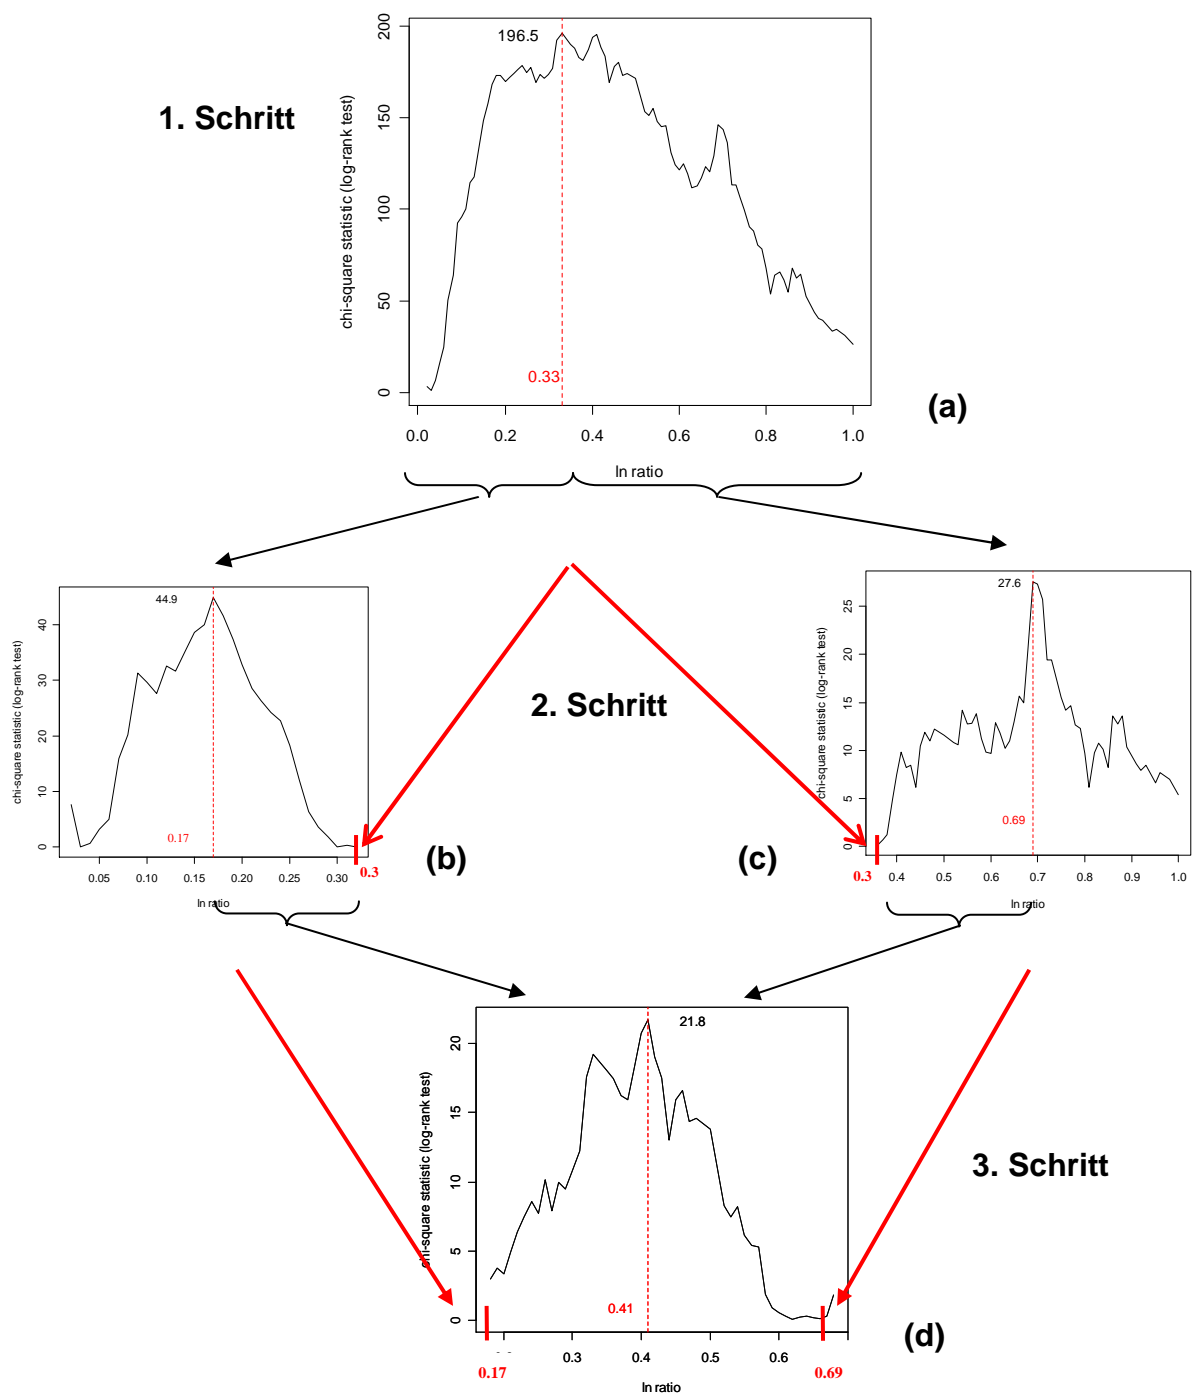 196.5
1. Schritt
chi-square statistic (log-rank test)
200
150
100
50
0
0.33
0.0 0.2 0.4 0.6 0.8 1.0
ln ratio
(a)
2. Schritt
44.9
chi-square statistic (log-rank test)
40
30
20
10
0
0.17
0.05 0.10 0.15 0.20 0.25 0.30
0.3
ln ratio
(b)
27.6
chi-square statistic (log-rank test)
25
20
15
10
5
0
0.69
0.3
0.4 0.5 0.6 0.7 0.8 0.9 1.0
ln ratio
(c)
3. Schritt
21.8
chi-square statistic (log-rank test)
20
15
10
5
0
0.41
0.3 0.4 0.5 0.6
0.17 0.69
ln ratio
(d)